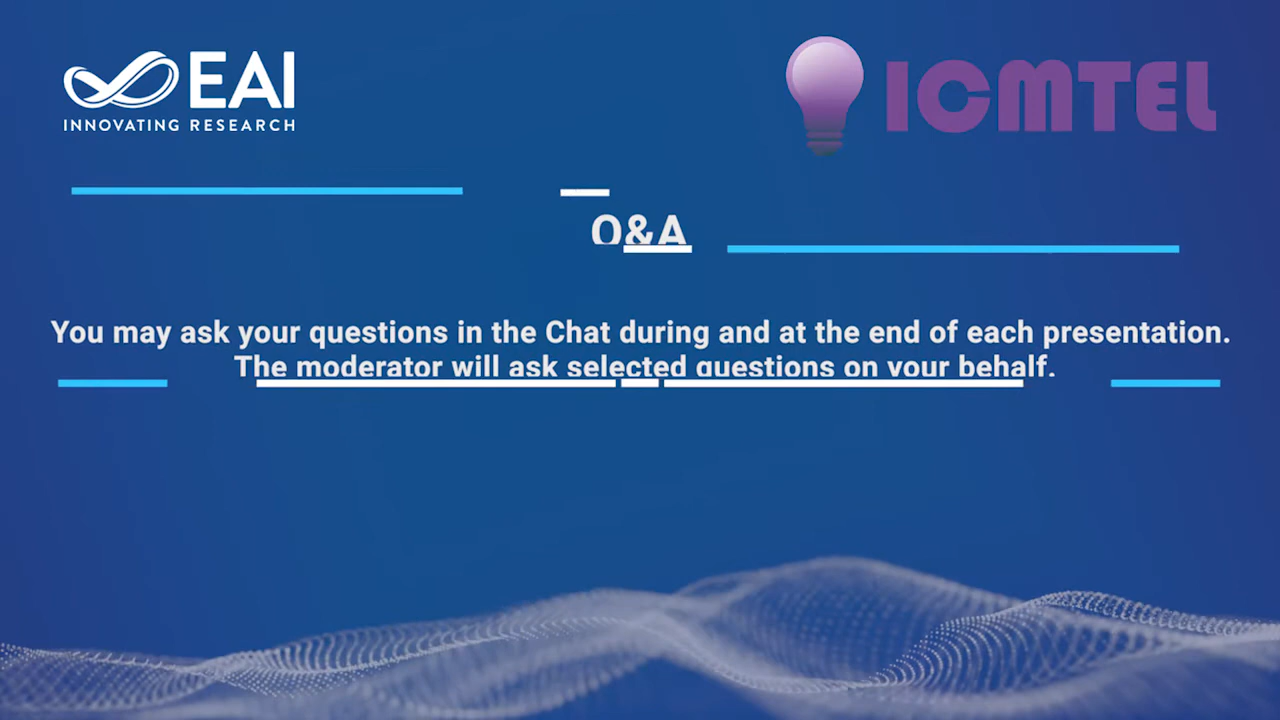 EAI
INNOVATING RESEARCH
ICMTEL
Q&A
You may ask your questions in the Chat during and at the end of each presentation.
The moderator will ask selected questions on your behalf.